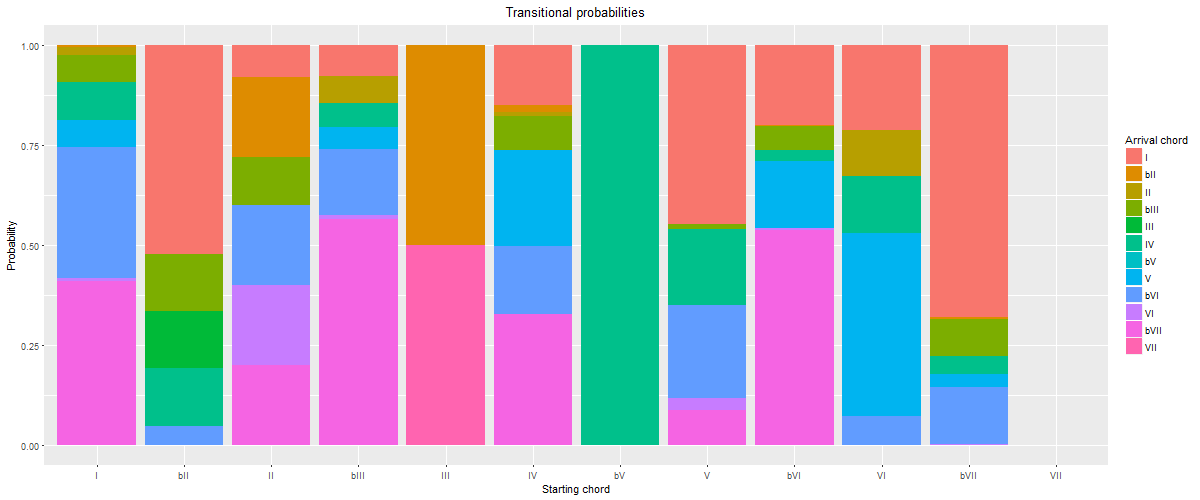 Transitional probabilities
Probability
1.00
0.75
0.50
0.25
0.00
I bII II bIII III IV bV V bVI VI bVII VII
Starting chord
Arrival chord
I
bII
II
bIII
III
IV
bV
V
bVI
VI
bVII
VII